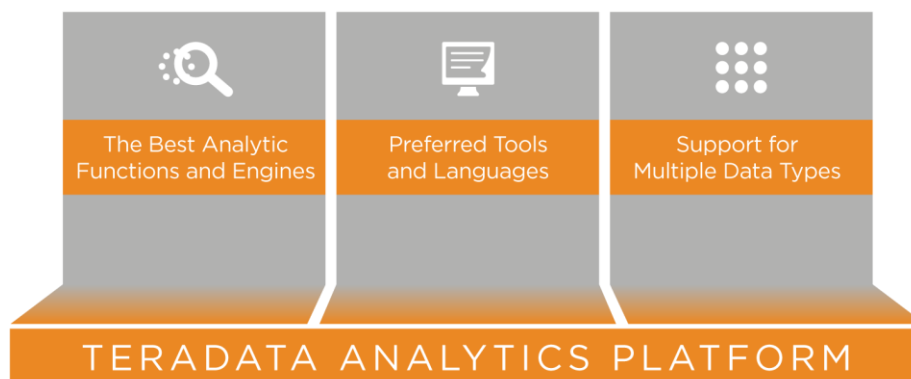 The Best Analytic
Functions and Engines
Preferred Tools
and Languages
Support for
Multiple Data Types
TERADATA ANALYTICS PLATFORM